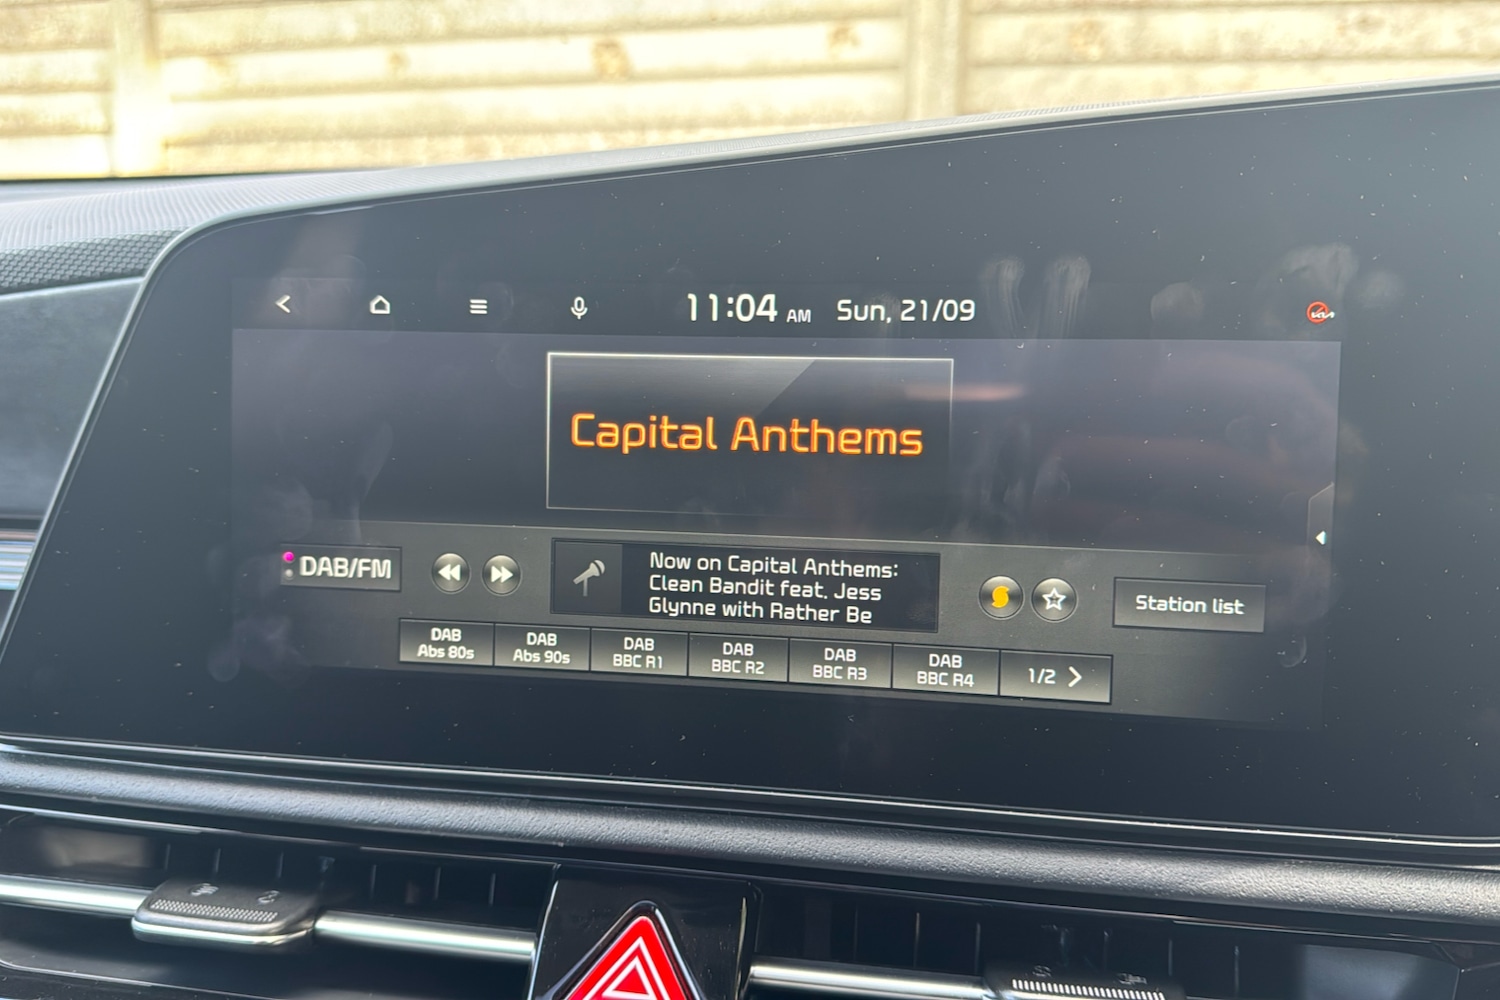 11:04 AM Sun, 21/09
KIA
Capital Anthems
DAB/FM
Now on Capital Anthems:
Clean Bandit feat. Jess
Glynne with Rather Be
Station list
DAB
Abs 80s
DAB
Abs 90s
DAB
BBC R1
DAB
BBC R2
DAB
BBC R3
DAB
BBC R4
1/2